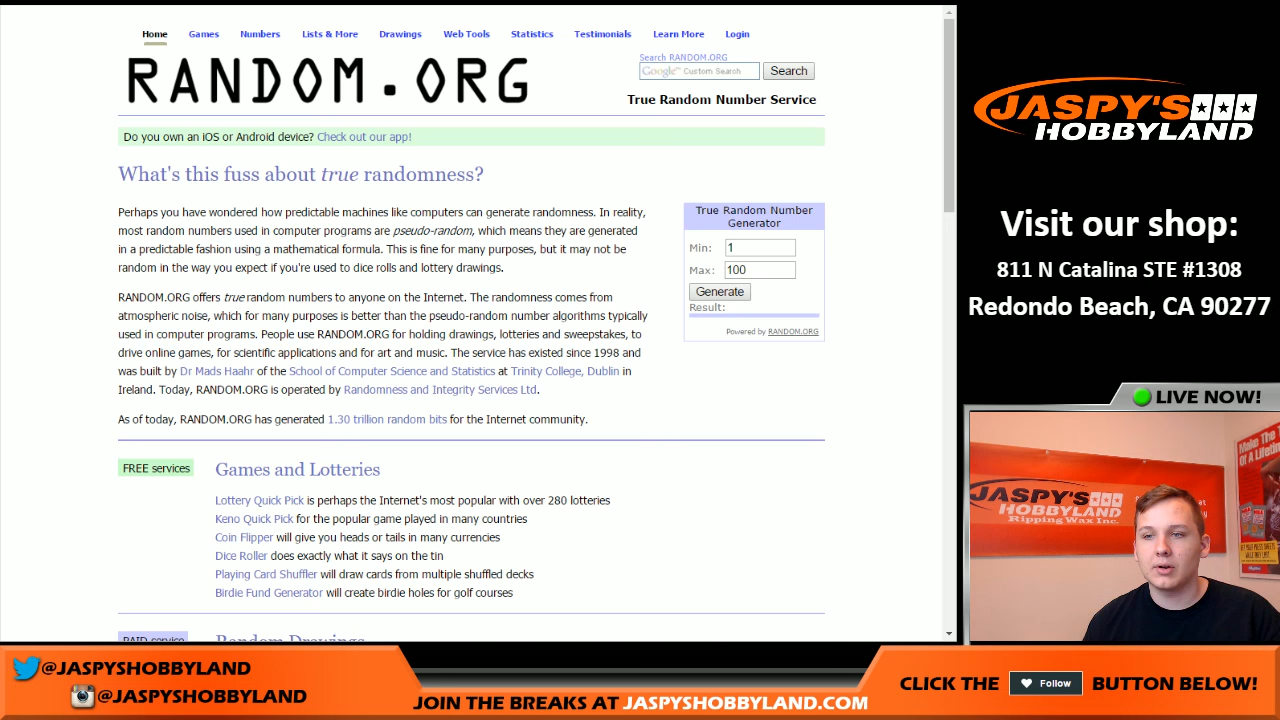 Home Games Numbers Lists & More Drawings Web Tools Statistics Testimonials Learn More Login
RANDOM.ORG
Search RANDOM.ORG
Google™ Custom Search Search
True Random Number Service
Do you own an iOS or Android device? Check out our app!
What's this fuss about true randomness?
Perhaps you have wondered how predictable machines like computers can generate randomness. In reality,
most random numbers used in computer programs are pseudo-random, which means they are generated
in a predictable fashion using a mathematical formula. This is fine for many purposes, but it may not be
random in the way you expect if you're used to dice rolls and lottery drawings.
RANDOM.ORG offers true random numbers to anyone on the Internet. The randomness comes from
atmospheric noise, which for many purposes is better than the pseudo-random number algorithms typically
used in computer programs. People use RANDOM.ORG for holding drawings, lotteries and sweepstakes, to
drive online games, for scientific applications and for art and music. The service has existed since 1998 and
was built by Dr Mads Haahr of the School of Computer Science and Statistics at Trinity College, Dublin in
Ireland. Today, RANDOM.ORG is operated by Randomness and Integrity Services Ltd.
As of today, RANDOM.ORG has generated 1.30 trillion random bits for the Internet community.
True Random Number
Generator
Min: 1
Max: 100
Generate
Result:
Powered by RANDOM.ORG
FREE services
Games and Lotteries
Lottery Quick Pick is perhaps the Internet's most popular with over 280 lotteries
Keno Quick Pick for the popular game played in many countries
Coin Flipper will give you heads or tails in many currencies
Dice Roller does exactly what it says on the tin
Playing Card Shuffler will draw cards from multiple shuffled decks
Birdie Fund Generator will create birdie holes for golf courses
PAID service
Random Drawings
JASPY'S
HOBBYLAND
Visit our shop:
811 N Catalina STE #1308
Redondo Beach, CA 90277
LIVE NOW!
JASPY'S
HOBBYLAND
Ripping Wax Inc.
Make The
Of A Lifetim
@JASPYSHOBBYLAND
@JASPYSHOBBYLAND
JOIN THE BREAKS AT JASPYSHOBBYLAND.COM
CLICK THE Follow BUTTON BELOW!